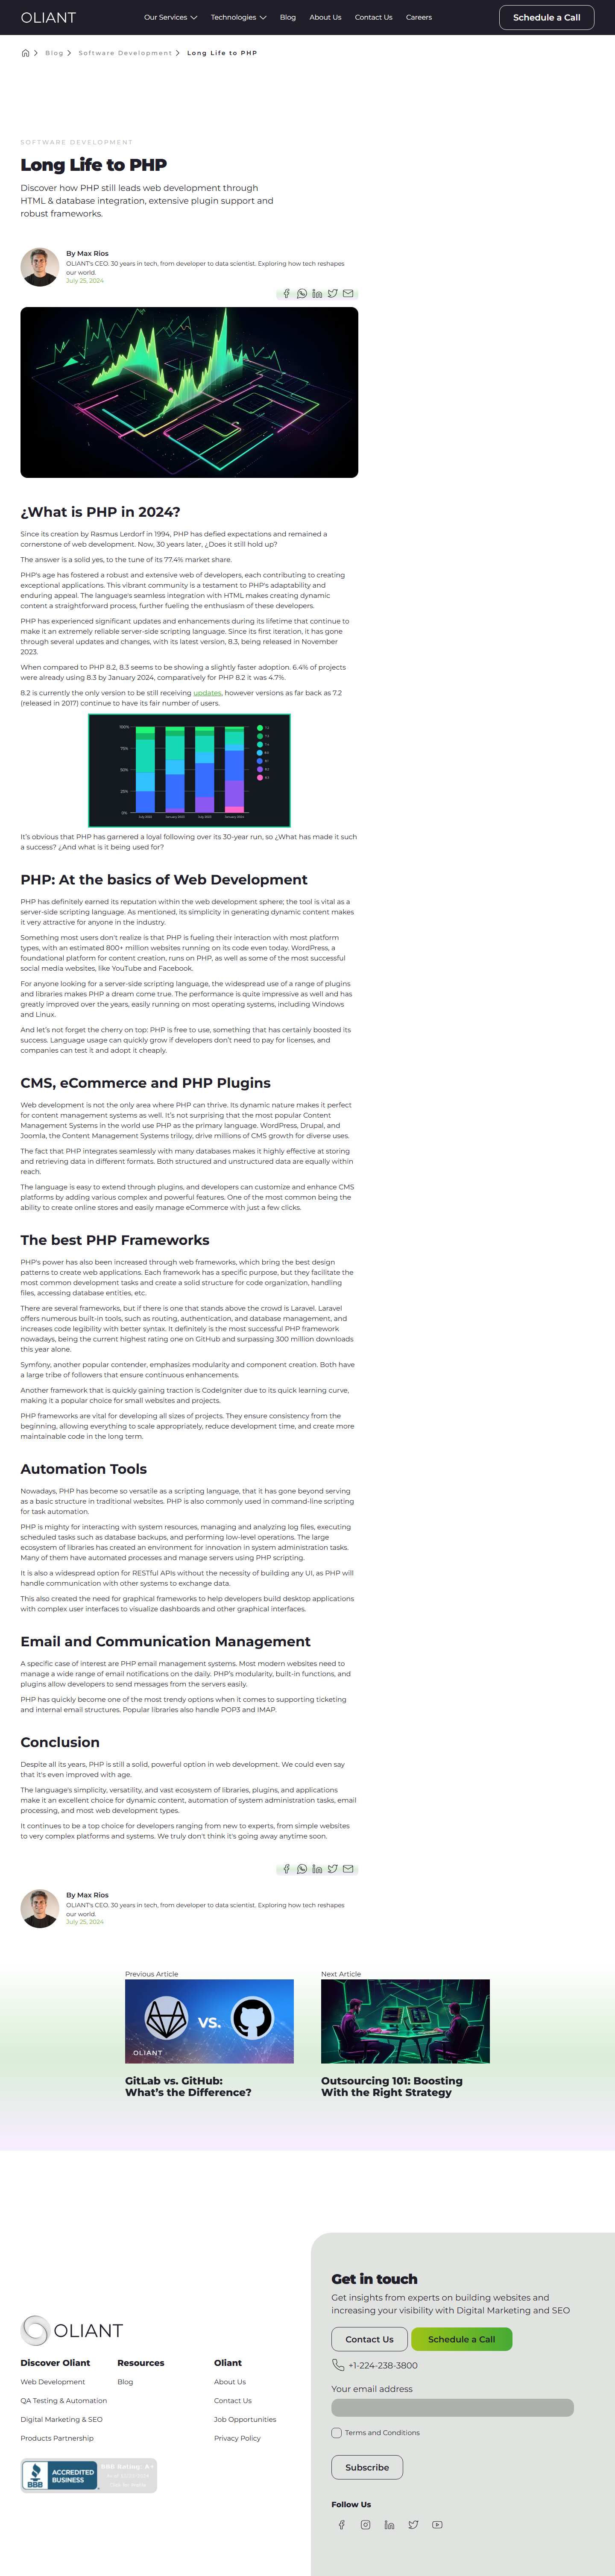 OLIANT
Our Services
Technologies
Blog
About Us
Contact Us
Careers
Schedule a Call
Blog
Software Development
Long Life to PHP
SOFTWARE DEVELOPMENT
Long Life to PHP
Discover how PHP still leads web development through
HTML & database integration, extensive plugin support and
robust frameworks.
By Max Rios
OLIANT's CEO. 30 years in tech, from developer to data scientist. Exploring how tech reshapes
our world.
July 25, 2024
¿What is PHP in 2024?
Since its creation by Rasmus Lerdorf in 1994, PHP has defied expectations and remained a
cornerstone of web development. Now, 30 years later, ¿Does it still hold up?
The answer is a solid yes, to the tune of its 77.4% market share.
PHP's age has fostered a robust and extensive web of developers, each contributing to creating
exceptional applications. This vibrant community is a testament to PHP's adaptability and
enduring appeal. The language's seamless integration with HTML makes creating dynamic
content a straightforward process, further fueling the enthusiasm of these developers.
PHP has experienced significant updates and enhancements during its lifetime that continue to
make it an extremely reliable server-side scripting language. Since its first iteration, it has gone
through several updates and changes, with its latest version, 8.3, being released in November
2023.
When compared to PHP 8.2, 8.3 seems to be showing a slightly faster adoption. 6.4% of projects
were already using 8.3 by January 2024, comparatively for PHP 8.2 it was 4.7%.
8.2 is currently the only version to be still receiving updates, however versions as far back as 7.2
(released in 2017) continue to have its fair number of users.
100%
75%
50%
25%
0%
July 2022
January 2023
July 2023
January 2024
It's obvious that PHP has garnered a loyal following over its 30-year run, so ¿What has made it such
a success? ¿And what is it being used for?
PHP: At the basics of Web Development
PHP has definitely earned its reputation within the web development sphere; the tool is vital as a
server-side scripting language. As mentioned, its simplicity in generating dynamic content makes
it very attractive for anyone in the industry.
Something most users don't realize is that PHP is fueling their interaction with most platform
types, with an estimated 800+ million websites running on its code even today. WordPress, a
foundational platform for content creation, runs on PHP, as well as some of the most successful
social media websites, like YouTube and Facebook.
For anyone looking for a server-side scripting language, the widespread use of a range of plugins
and libraries makes PHP a dream come true. The performance is quite impressive as well and has
greatly improved over the years, easily running on most operating systems, including Windows
and Linux.
And let's not forget the cherry on top: PHP is free to use, something that has certainly boosted its
success. Language usage can quickly grow if developers don't need to pay for licenses, and
companies can test it and adopt it cheaply.
CMS, eCommerce and PHP Plugins
Web development is not the only area where PHP can thrive. Its dynamic nature makes it perfect
for content management systems as well. It's not surprising that the most popular Content
Management Systems in the world use PHP as the primary language. WordPress, Drupal, and
Joomla, the Content Management Systems trilogy, drive millions of CMS growth for diverse uses.
The fact that PHP integrates seamlessly with many databases makes it highly effective at storing
and retrieving data in different formats. Both structured and unstructured data are equally within
reach.
The language is easy to extend through plugins, and developers can customize and enhance CMS
platforms by adding various complex and powerful features. One of the most common being the
ability to create online stores and easily manage eCommerce with just a few clicks.
The best PHP Frameworks
PHP's power has also been increased through web frameworks, which bring the best design
patterns to create web applications. Each framework has a specific purpose, but they facilitate the
most common development tasks and create a solid structure for code organization, handling
files, accessing database entities, etc.
There are several frameworks, but if there is one that stands above the crowd is Laravel. Laravel
offers numerous built-in tools, such as routing, authentication, and database management, and
increases code legibility with better syntax. It definitely is the most successful PHP framework
nowadays, being the current highest rating one on GitHub and surpassing 300 million downloads
this year alone.
Symfony, another popular contender, emphasizes modularity and component creation. Both have
a large tribe of followers that ensure continuous enhancements.
Another framework that is quickly gaining traction is CodeIgniter due to its quick learning curve,
making it a popular choice for small websites and projects.
PHP frameworks are vital for developing all sizes of projects. They ensure consistency from the
beginning, allowing everything to scale appropriately, reduce development time, and create more
maintainable code in the long term.
Automation Tools
Nowadays, PHP has become so versatile as a scripting language, that it has gone beyond serving
as a basic structure in traditional websites. PHP is also commonly used in command-line scripting
for task automation.
PHP is mighty for interacting with system resources, managing and analyzing log files, executing
scheduled tasks such as database backups, and performing low-level operations. The large
ecosystem of libraries has created an environment for innovation in system administration tasks.
Many of them have automated processes and manage servers using PHP scripting.
It is also a widespread option for RESTful APIs without the necessity of building any UI, as PHP will
handle communication with other systems to exchange data.
This also created the need for graphical frameworks to help developers build desktop applications
with complex user interfaces to visualize dashboards and other graphical interfaces.
Email and Communication Management
A specific case of interest are PHP email management systems. Most modern websites need to
manage a wide range of email notifications on the daily. PHP's modularity, built-in functions, and
plugins allow developers to send messages from the servers easily.
PHP has quickly become one of the most trendy options when it comes to supporting ticketing
and internal email structures. Popular libraries also handle POP3 and IMAP.
Conclusion
Despite all its years, PHP is still a solid, powerful option in web development. We could even say
that it's even improved with age.
The language's simplicity, versatility, and vast ecosystem of libraries, plugins, and applications
make it an excellent choice for dynamic content, automation of system administration tasks, email
processing, and most web development types.
It continues to be a top choice for developers ranging from new to experts, from simple websites
to very complex platforms and systems. We truly don't think it's going away anytime soon.
By Max Rios
OLIANT's CEO. 30 years in tech, from developer to data scientist. Exploring how tech reshapes
our world.
July 25, 2024
Previous Article
VS.
OLIANT
GitLab vs. GitHub:
What's the Difference?
Next Article
Outsourcing 101: Boosting
With the Right Strategy
OLIANT
Discover Oliant
Web Development
QA Testing & Automation
Digital Marketing & SEO
Products Partnership
Resources
Blog
Oliant
About Us
Contact Us
Job Opportunities
Privacy Policy
BBB
ACCREDITED
BUSINESS
BBB Rating: A+
Get in touch
Get insights from experts on building websites and
increasing your visibility with Digital Marketing and SEO
Contact Us
Schedule a Call
+1-224-238-3800
Your email address
Terms and Conditions
Subscribe
Follow Us